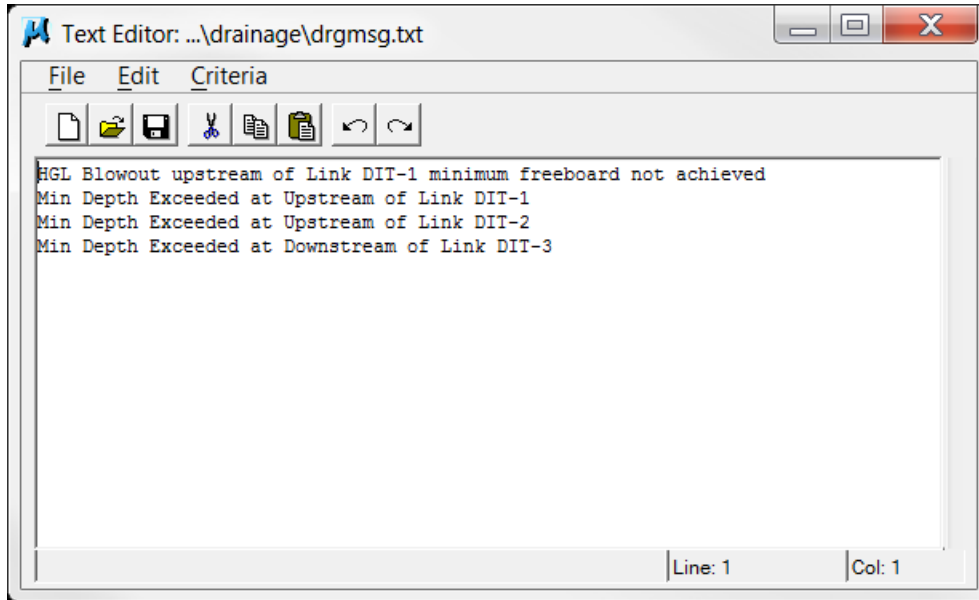 Text Editor: ...\drainage\drgmsg.txt
File Edit Criteria
HGL Blowout upstream of Link DIT-1 minimum freeboard not achieved
Min Depth Exceeded at Upstream of Link DIT-1
Min Depth Exceeded at Upstream of Link DIT-2
Min Depth Exceeded at Downstream of Link DIT-3
Line: 1 Col: 1